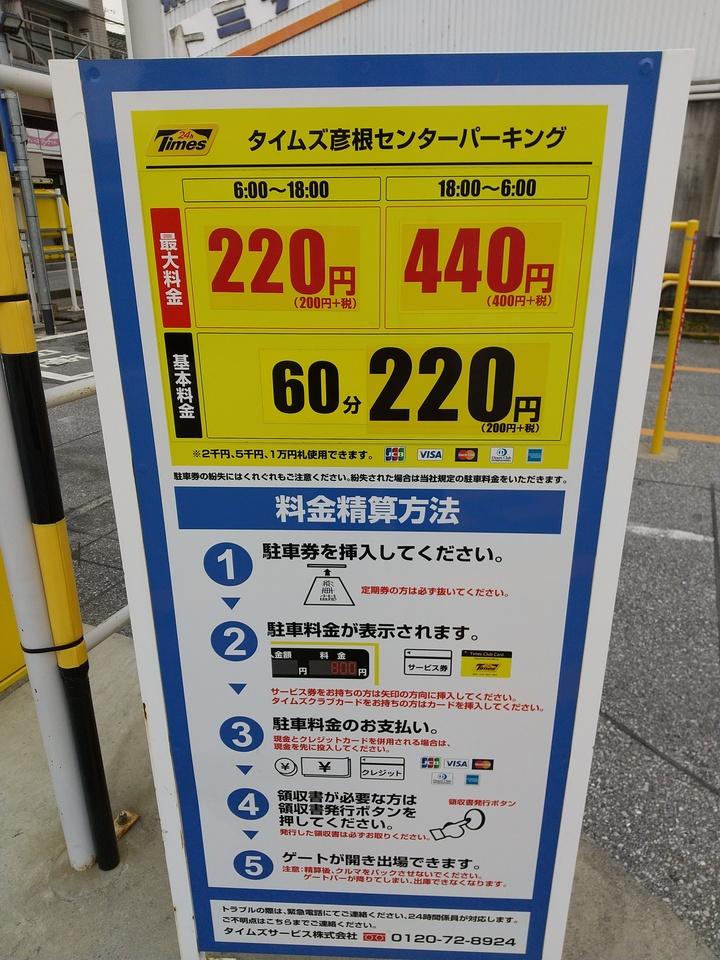 24h
Times
タイムズ彦根センターパーキング
6:00〜18:00
18:00〜6:00
最大料金
220円
(200円+税)
440円
(400円+税)
基本料金
60分220円
(200円+税)
※2千円、5千円、1万円札使用できます。
JCB VISA MasterCard Diners Club
駐車券の紛失にはくれぐれもご注意ください。紛失された場合は当社規定の駐車料金をいただきます。
料金精算方法
1 駐車券を挿入してください。
定期券の方は必ず抜いてください。
2 駐車料金が表示されます。
入金額
円
料金
800円
サービス券
Times Club Card
Times
サービス券をお持ちの方は矢印の方向に挿入してください。
タイムズクラブカードをお持ちの方はカードを挿入してください。
3 駐車料金のお支払い。
現金とクレジットカードを併用される場合は、
現金を先に投入してください。
¥ ¥ クレジット
JCB VISA MasterCard
4 領収書が必要な方は
領収書発行ボタンを
押してください。
領収書発行ボタン
発行した領収書は必ずお取りください。
5 ゲートが開き出場できます。
注意:精算後、クルマをバックさせないでください。
ゲートバーが降りてしまい、出庫できなくなります。
トラブルの際は、緊急電話にてご連絡ください、24時間係員が対応します。
ご不明点はこちらまでご連絡ください。
タイムズサービス株式会社 0120-72-8924